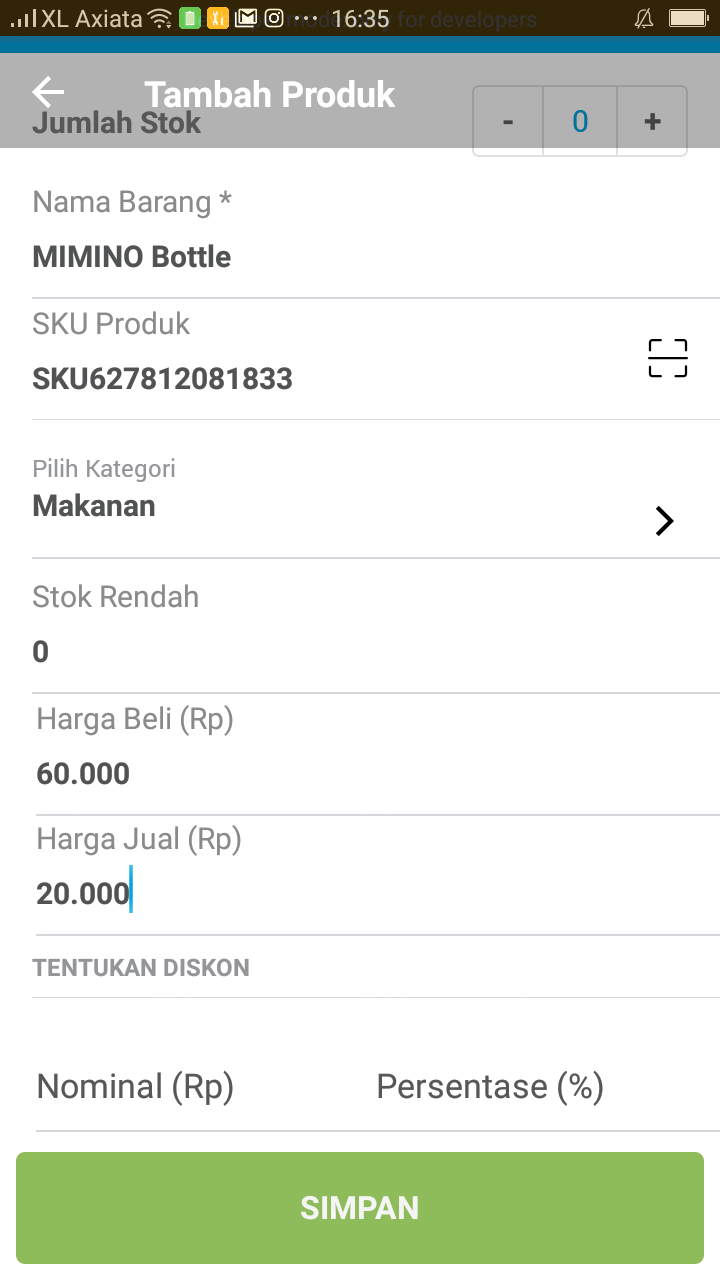 XL Axiata 16:35
for developers
Tambah Produk
Jumlah Stok - 0 +
Nama Barang *
MIMINO Bottle
SKU Produk
SKU627812081833
Pilih Kategori
Makanan
Stok Rendah
0
Harga Beli (Rp)
60.000
Harga Jual (Rp)
20.000
TENTUKAN DISKON
Nominal (Rp) Persentase (%)
SIMPAN